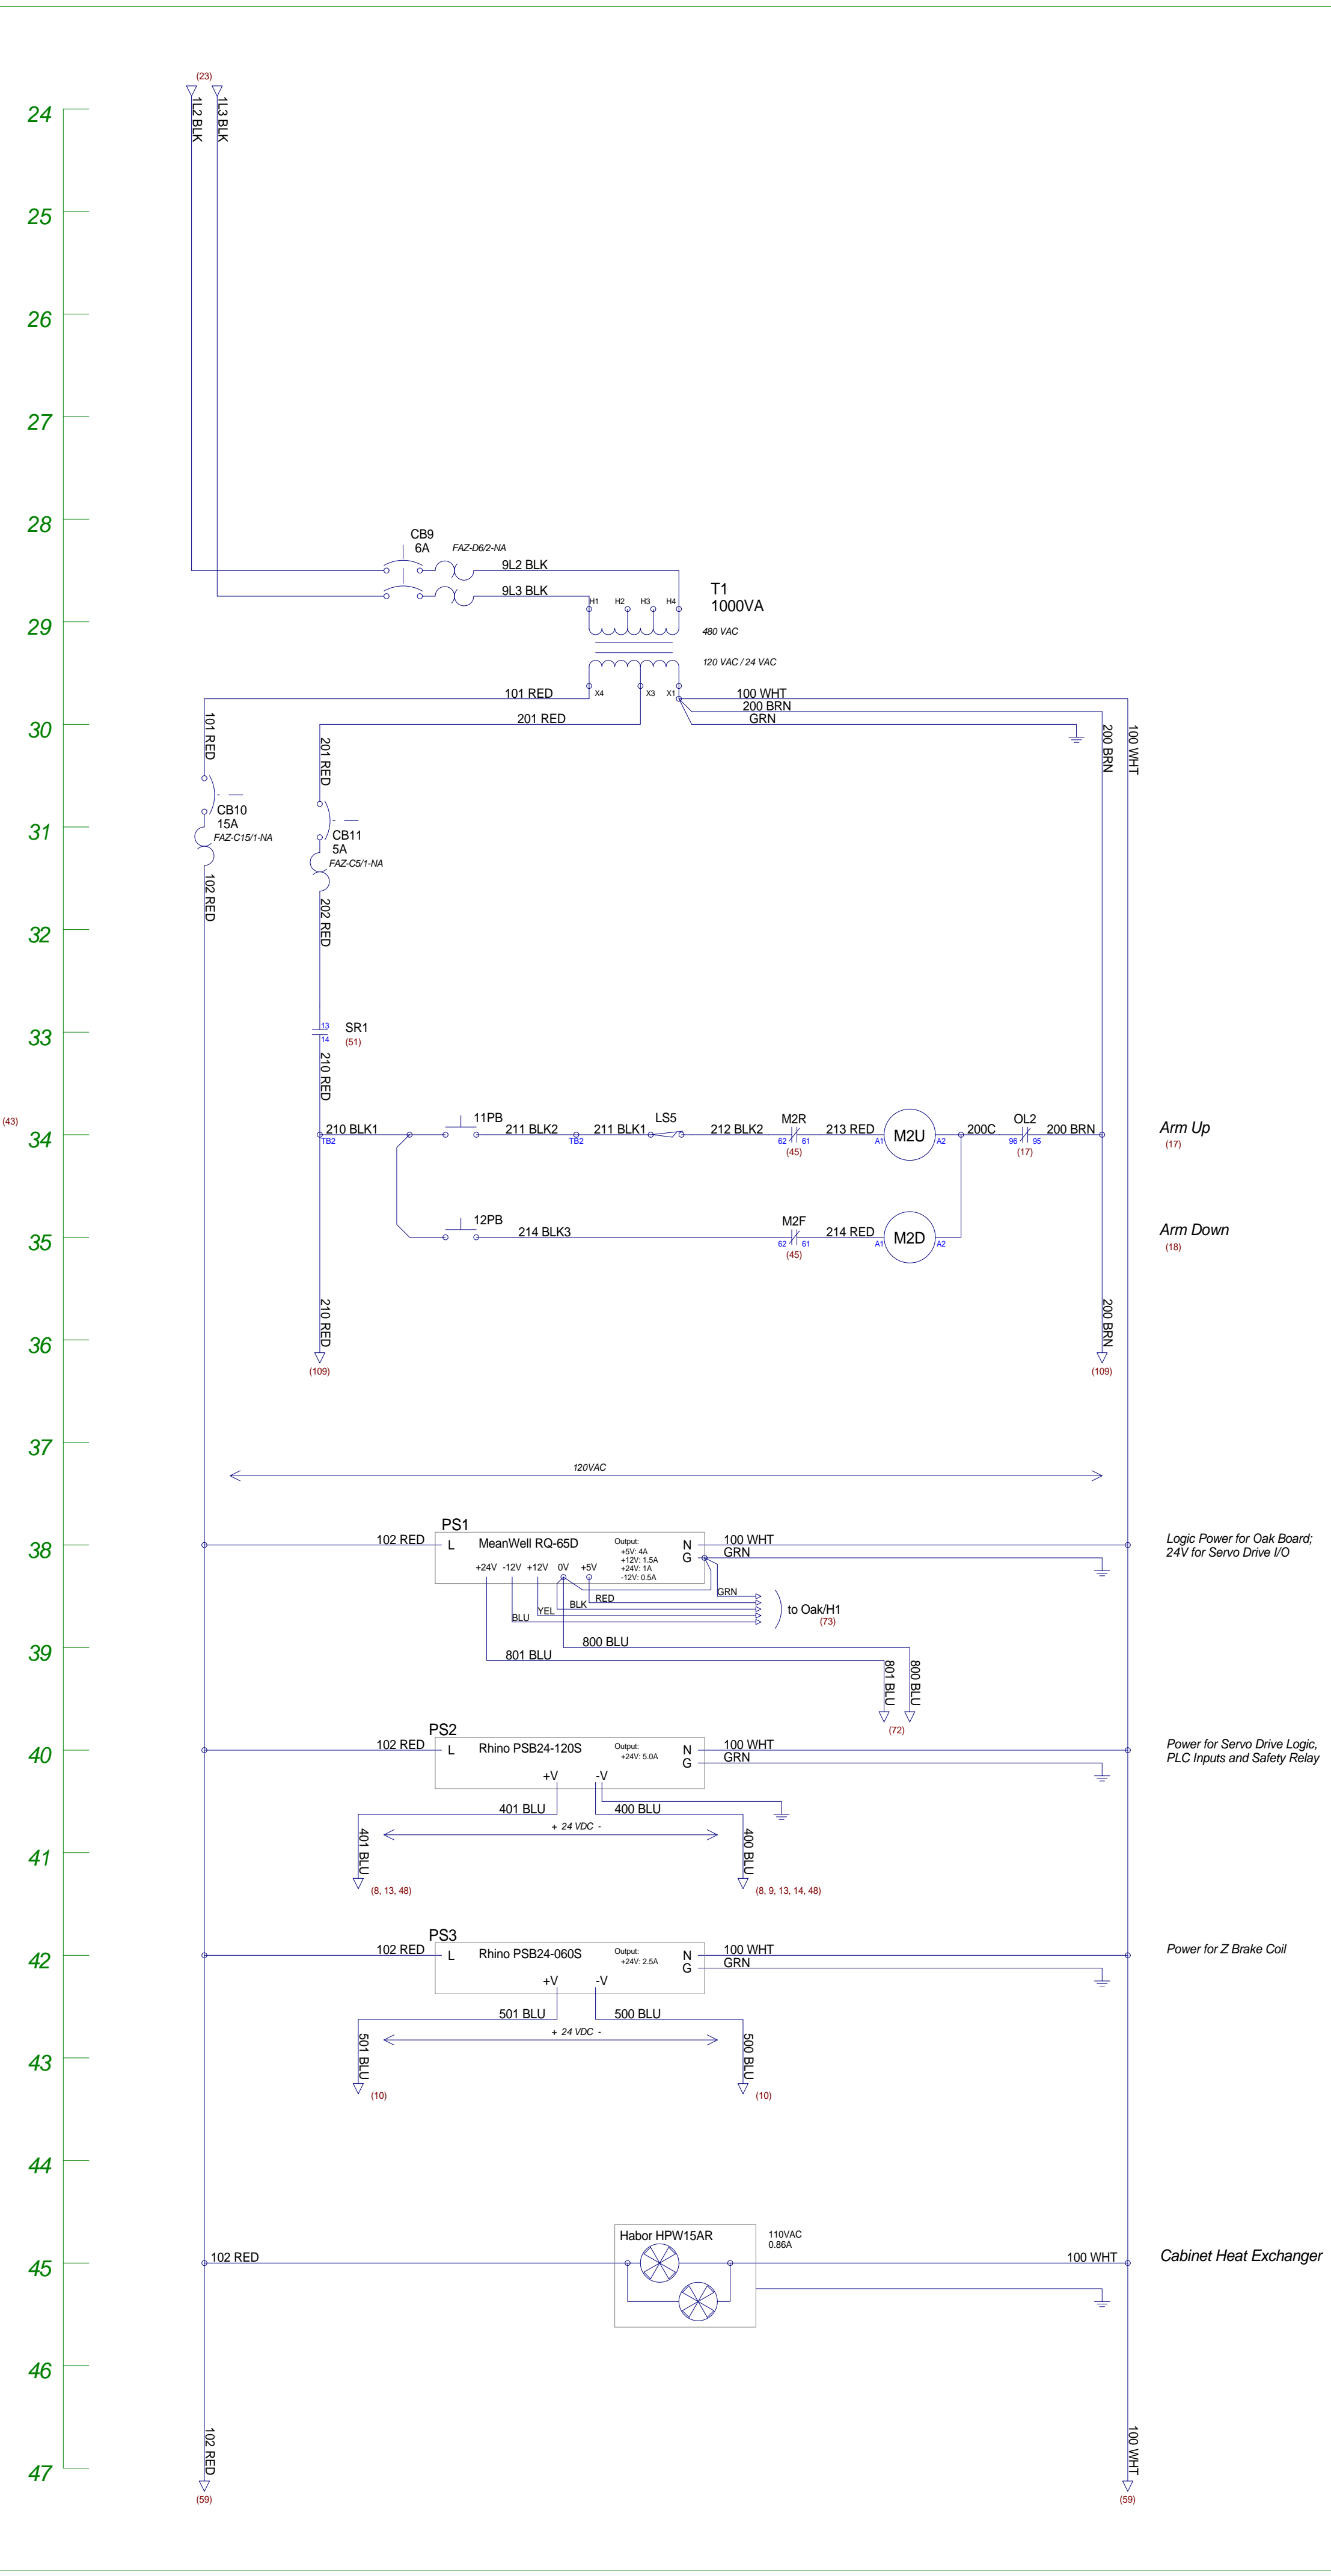 (23)
1L2 BLK
1L3 BLK
24
25
26
27
28
CB9
6A
FAZ-D6/2-NA
9L2 BLK
9L3 BLK
T1
1000VA
H1 H2 H3 H4
29
480 VAC
120 VAC / 24 VAC
X4 X3 X1
101 RED
100 WHT
200 BRN
201 RED
GRN
30
101 RED
201 RED
200 BRN
100 WHT
CB10
15A
FAZ-C15/1-NA
31
CB11
5A
FAZ-C5/1-NA
102 RED
202 RED
32
33
13
14
SR1
(51)
210 RED
(43)
34
210 BLK1
TB2
11PB
211 BLK2
TB2
211 BLK1
LS5
212 BLK2
M2R
62 61
(45)
213 RED
A1
M2U
A2
200C
OL2
96 95
(17)
200 BRN
Arm Up
(17)
35
12PB
214 BLK3
M2F
62 61
(45)
214 RED
A1
M2D
A2
Arm Down
(18)
210 RED
200 BRN
36
(109)
(109)
37
120VAC
38
102 RED
PS1
L
MeanWell RQ-65D
Output:
+5V: 4A
+12V: 1.5A
+24V: 1A
-12V: 0.5A
N
G
100 WHT
GRN
+24V -12V +12V 0V +5V
Logic Power for Oak Board;
24V for Servo Drive I/O
GRN
RED
BLK
YEL
BLU
to Oak/H1
(73)
39
800 BLU
801 BLU
801 BLU
800 BLU
(72)
40
102 RED
PS2
L
Rhino PSB24-120S
Output:
+24V: 5.0A
N
G
100 WHT
GRN
+V -V
Power for Servo Drive Logic,
PLC Inputs and Safety Relay
401 BLU
400 BLU
+ 24 VDC -
41
401 BLU
400 BLU
(8, 13, 48)
(8, 9, 13, 14, 48)
42
102 RED
PS3
L
Rhino PSB24-060S
Output:
+24V: 2.5A
N
G
100 WHT
GRN
+V -V
Power for Z Brake Coil
501 BLU
500 BLU
+ 24 VDC -
43
501 BLU
500 BLU
(10)
(10)
44
45
102 RED
Habor HPW15AR
110VAC
0.86A
100 WHT
Cabinet Heat Exchanger
46
47
102 RED
100 WHT
(59)
(59)